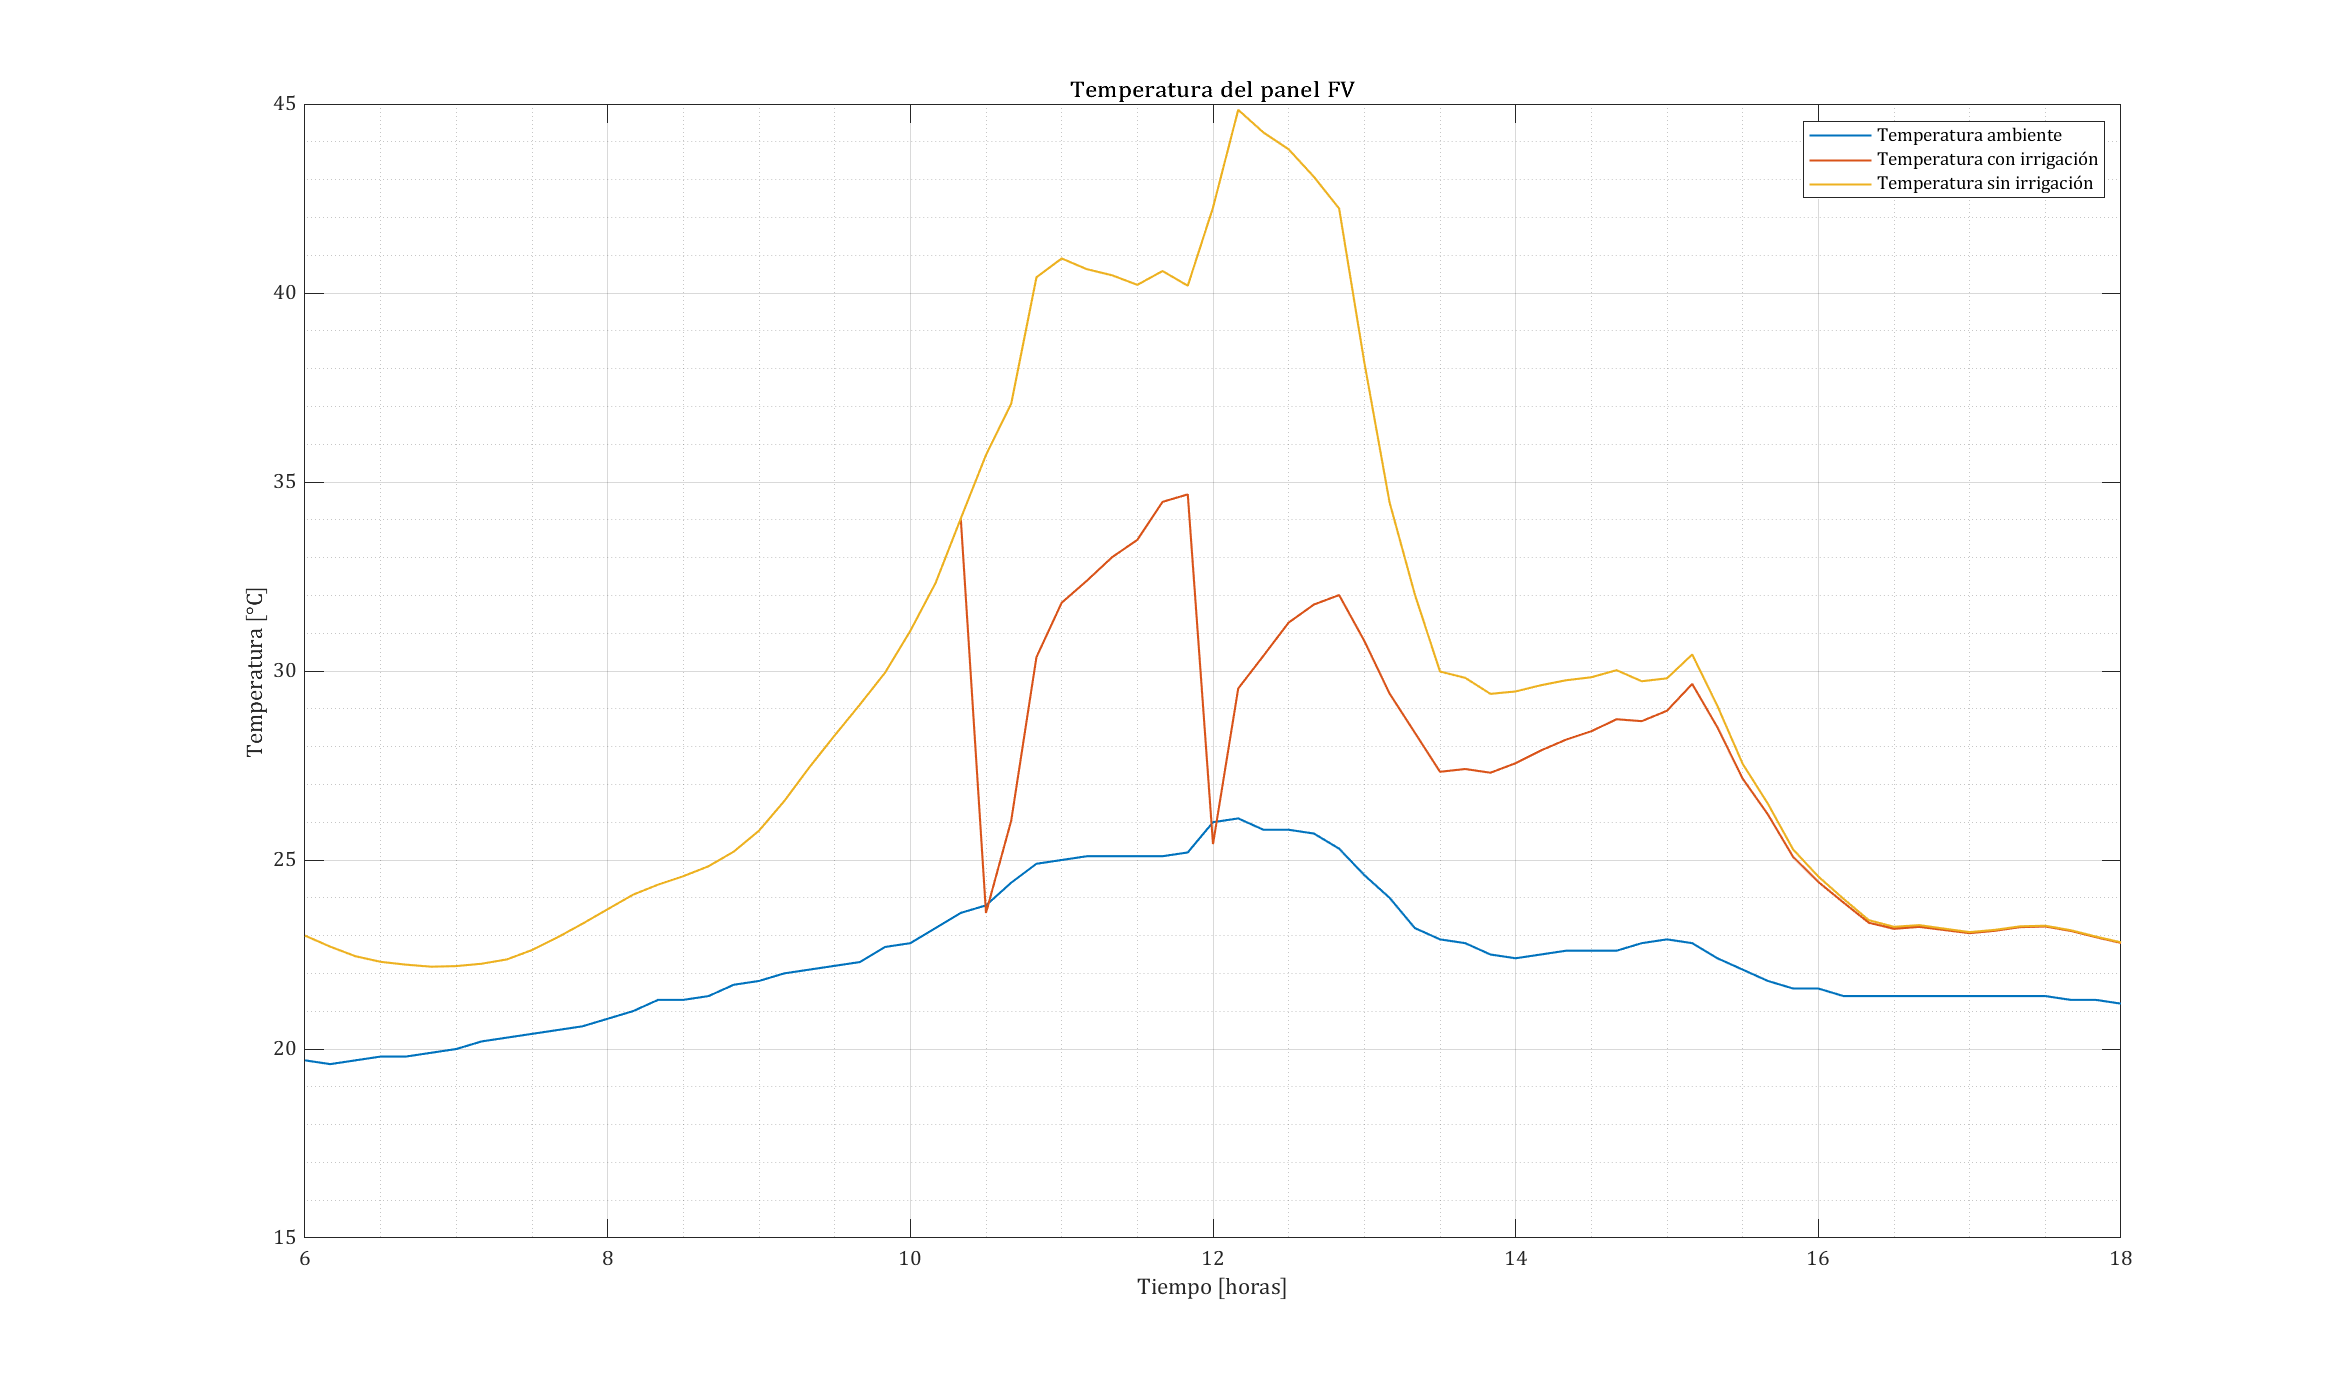 Temperatura del panel FV
45
40
35
30
25
20
15
Temperatura [°C]
Temperatura ambiente
Temperatura con irrigación
Temperatura sin irrigación
6 8 10 12 14 16 18
Tiempo [horas]